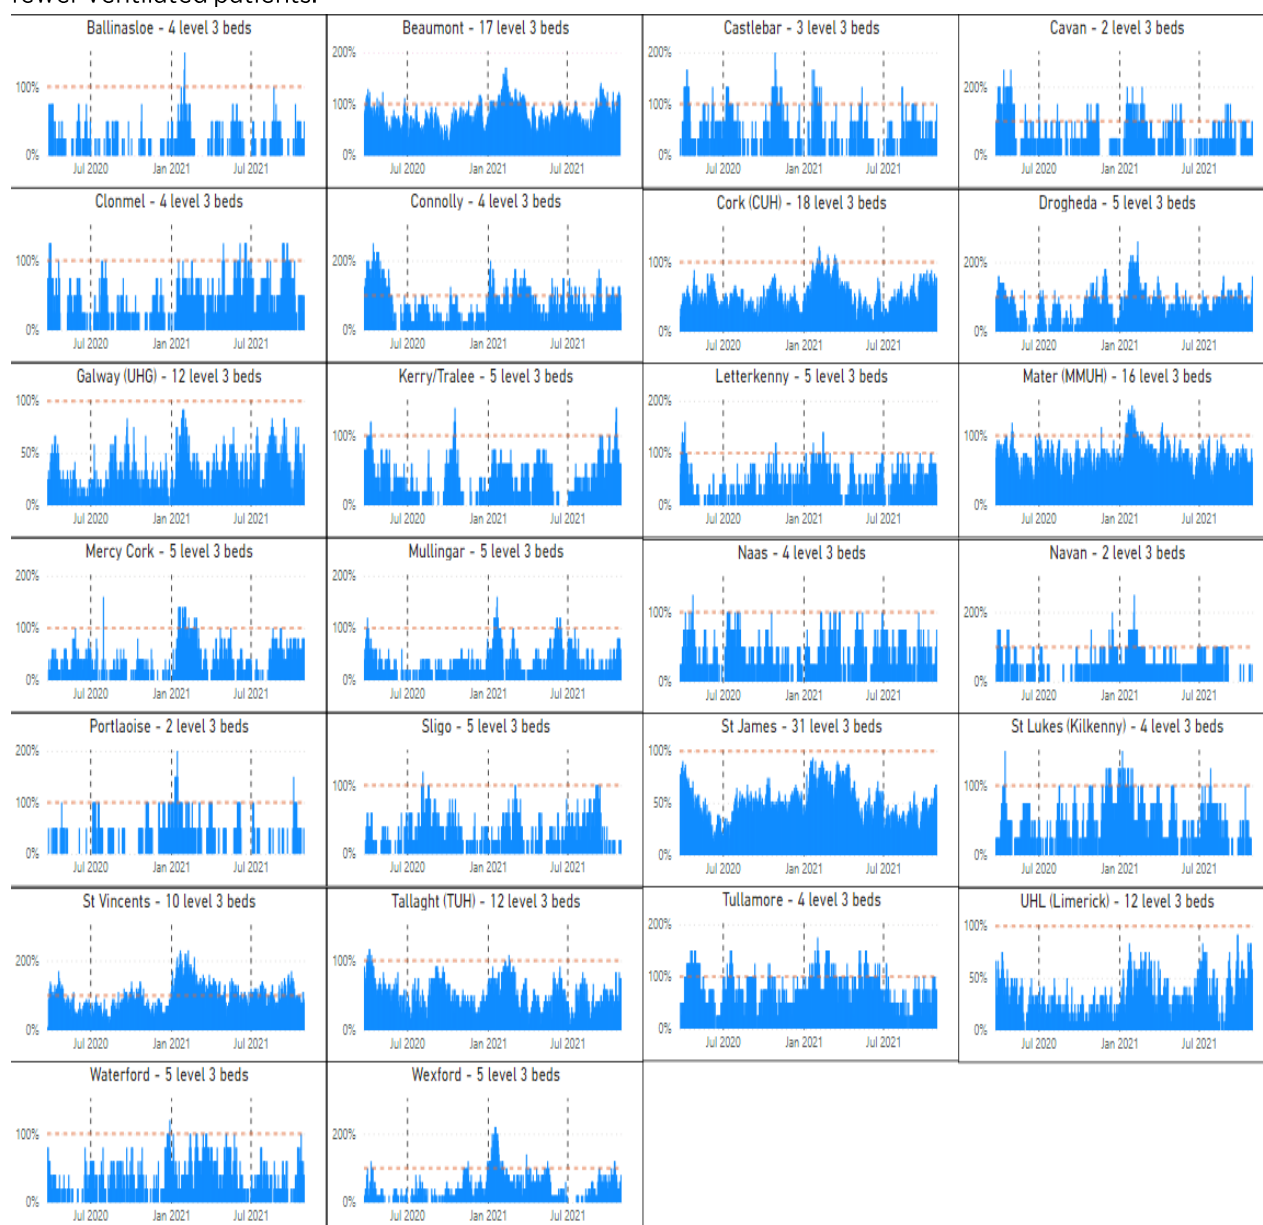 fewer ventilated patients.
Ballinasloe - 4 level 3 beds
100%
0%
Jul 2020 Jan 2021 Jul 2021
Beaumont - 17 level 3 beds
200%
100%
0%
Jul 2020 Jan 2021 Jul 2021
Castlebar - 3 level 3 beds
200%
100%
0%
Jul 2020 Jan 2021 Jul 2021
Cavan - 2 level 3 beds
200%
0%
Jul 2020 Jan 2021 Jul 2021
Clonmel - 4 level 3 beds
100%
0%
Jul 2020 Jan 2021 Jul 2021
Connolly - 4 level 3 beds
200%
0%
Jul 2020 Jan 2021 Jul 2021
Cork (CUH) - 18 level 3 beds
100%
0%
Jul 2020 Jan 2021 Jul 2021
Drogheda - 5 level 3 beds
200%
0%
Jul 2020 Jan 2021 Jul 2021
Galway (UHG) - 12 level 3 beds
100%
50%
0%
Jul 2020 Jan 2021 Jul 2021
Kerry/Tralee - 5 level 3 beds
100%
0%
Jul 2020 Jan 2021 Jul 2021
Letterkenny - 5 level 3 beds
200%
100%
0%
Jul 2020 Jan 2021 Jul 2021
Mater (MMUH) - 16 level 3 beds
100%
0%
Jul 2020 Jan 2021 Jul 2021
Mercy Cork - 5 level 3 beds
200%
100%
0%
Jul 2020 Jan 2021 Jul 2021
Mullingar - 5 level 3 beds
200%
100%
0%
Jul 2020 Jan 2021 Jul 2021
Naas - 4 level 3 beds
100%
0%
Jul 2020 Jan 2021 Jul 2021
Navan - 2 level 3 beds
200%
0%
Jul 2020 Jan 2021 Jul 2021
Portlaoise - 2 level 3 beds
200%
100%
0%
Jul 2020 Jan 2021 Jul 2021
Sligo - 5 level 3 beds
100%
0%
Jul 2020 Jan 2021 Jul 2021
St James - 31 level 3 beds
100%
50%
0%
Jul 2020 Jan 2021 Jul 2021
St Lukes (Kilkenny) - 4 level 3 beds
100%
0%
Jul 2020 Jan 2021 Jul 2021
St Vincents - 10 level 3 beds
200%
0%
Jul 2020 Jan 2021 Jul 2021
Tallaght (TUH) - 12 level 3 beds
100%
0%
Jul 2020 Jan 2021 Jul 2021
Tullamore - 4 level 3 beds
200%
100%
0%
Jul 2020 Jan 2021 Jul 2021
UHL (Limerick) - 12 level 3 beds
100%
50%
0%
Jul 2020 Jan 2021 Jul 2021
Waterford - 5 level 3 beds
100%
0%
Jul 2020 Jan 2021 Jul 2021
Wexford - 5 level 3 beds
200%
0%
Jul 2020 Jan 2021 Jul 2021